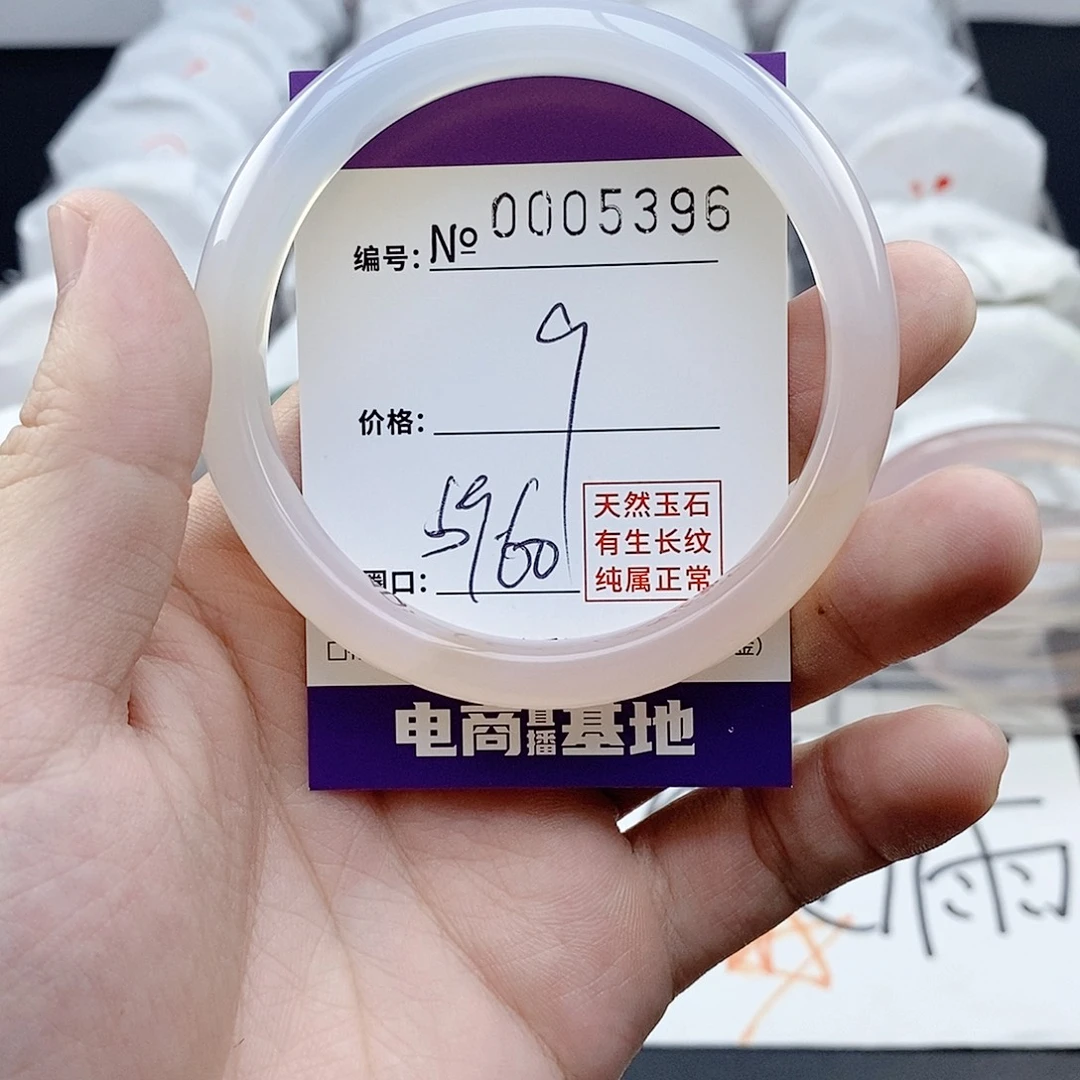 编号: № 0005396
9
价格:
圈口: 5960
天然玉石
有生长纹
纯属正常
电商直播基地
雨